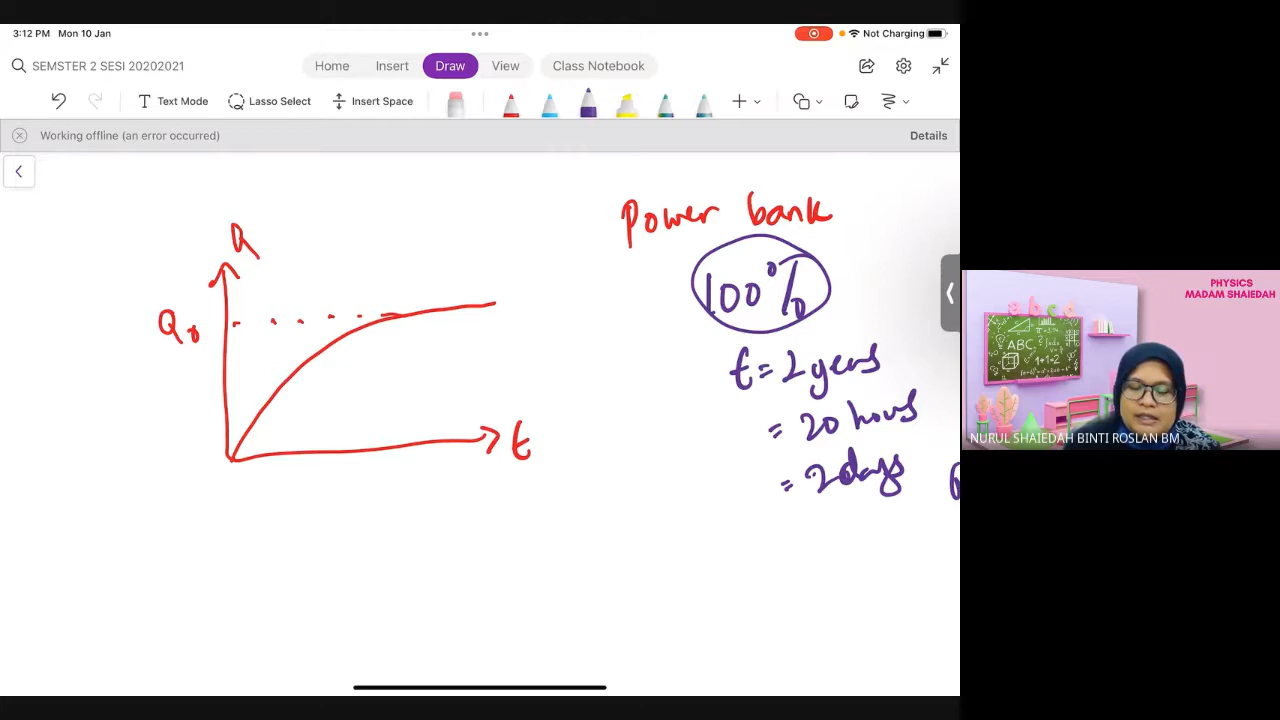 3:12 PM Mon 10 Jan
Not Charging
SEMSTER 2 SESI 20202021
Home Insert Draw View Class Notebook
Text Mode Lasso Select Insert Space
Working offline (an error occurred)
Details
Power bank
100%
Q
Q0
t
t = 2 years
= 20 hours
= 2 days
PHYSICS
MADAM SHAIEDAH
ABC
1+1=2
NURUL SHAIEDAH BINTI ROSLAN BM